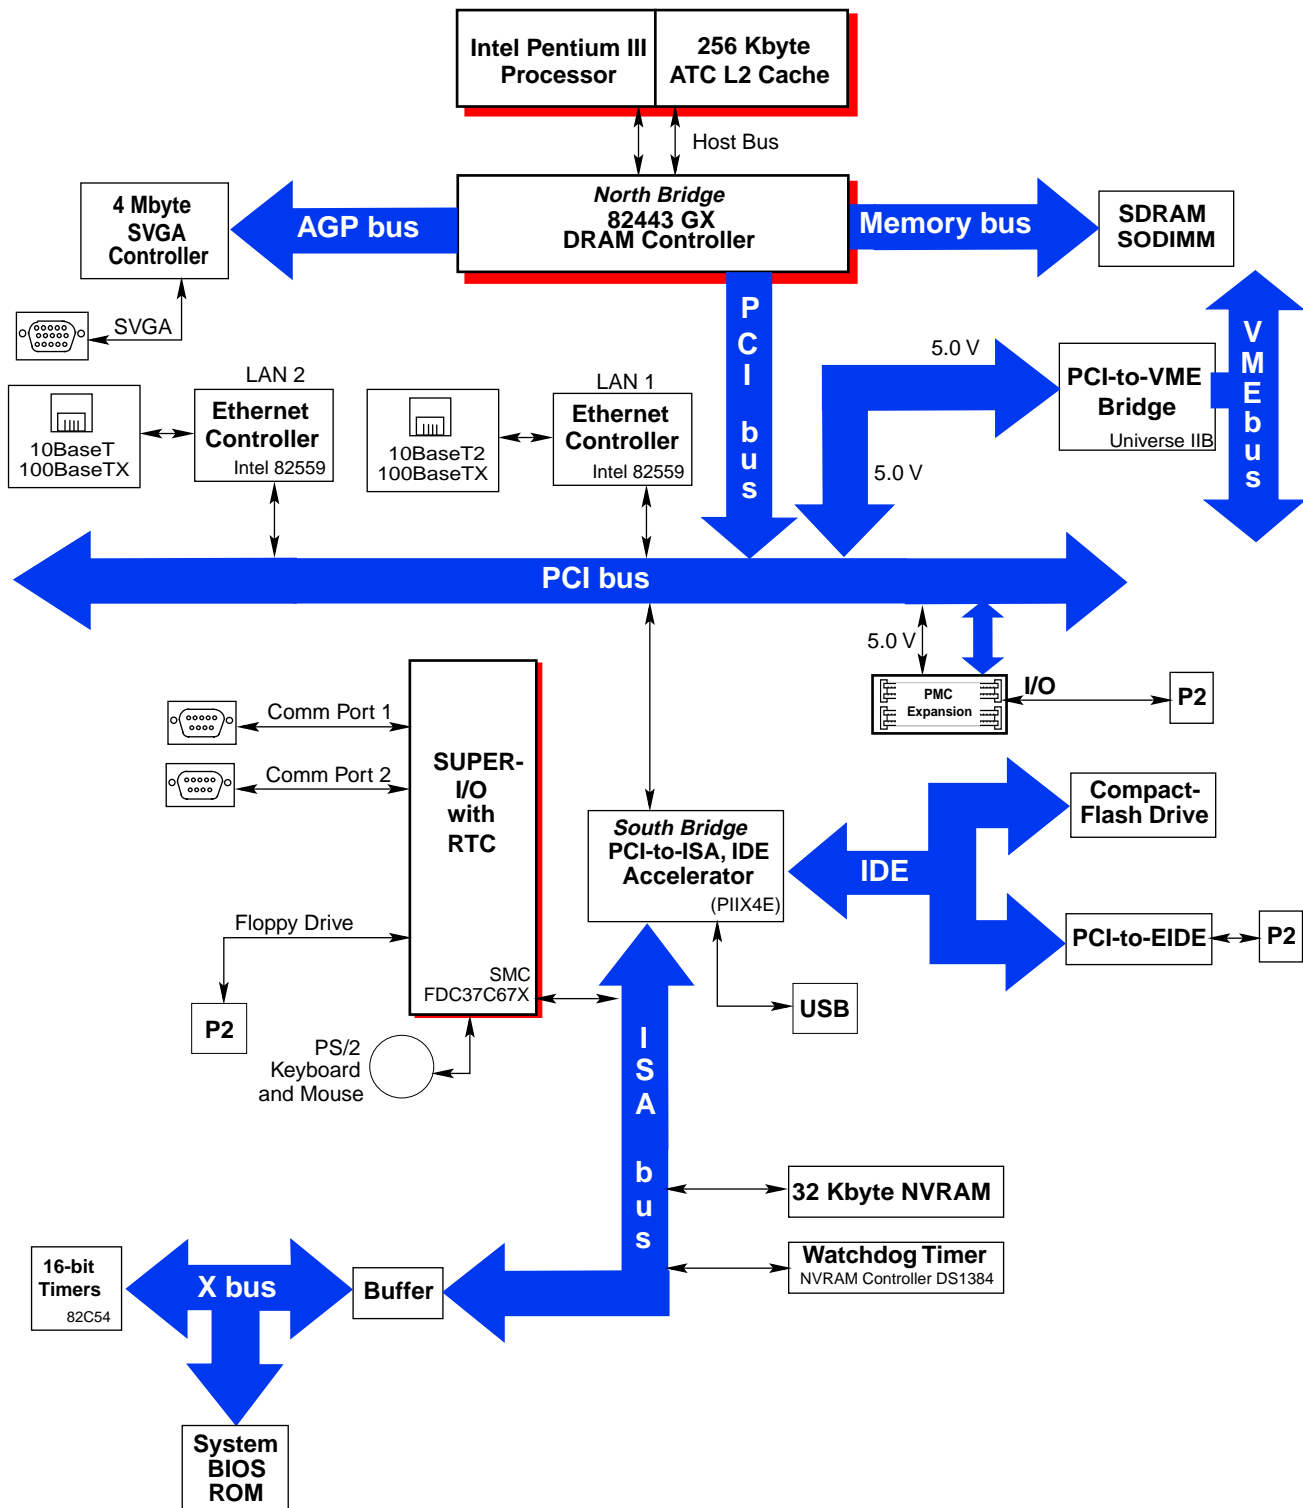 Intel Pentium III
Processor
256 Kbyte
ATC L2 Cache
Host Bus
North Bridge
82443 GX
DRAM Controller
4 Mbyte
SVGA
Controller
AGP bus
Memory bus
SDRAM
SODIMM
SVGA
PCI bus
5.0 V
PCI-to-VME
Bridge
Universe IIB
VMEbus
5.0 V
LAN 2
Ethernet
Controller
Intel 82559
10BaseT
100BaseTX
LAN 1
Ethernet
Controller
Intel 82559
10BaseT2
100BaseTX
PCI bus
5.0 V
PMC
Expansion
I/O
P2
Comm Port 1
Comm Port 2
SUPER-
I/O
with
RTC
SMC
FDC37C67X
Floppy Drive
P2
PS/2
Keyboard
and Mouse
South Bridge
PCI-to-ISA, IDE
Accelerator
(PIIX4E)
IDE
Compact-
Flash Drive
PCI-to-EIDE
P2
USB
ISA bus
32 Kbyte NVRAM
Watchdog Timer
NVRAM Controller DS1384
16-bit
Timers
82C54
X bus
Buffer
System
BIOS
ROM